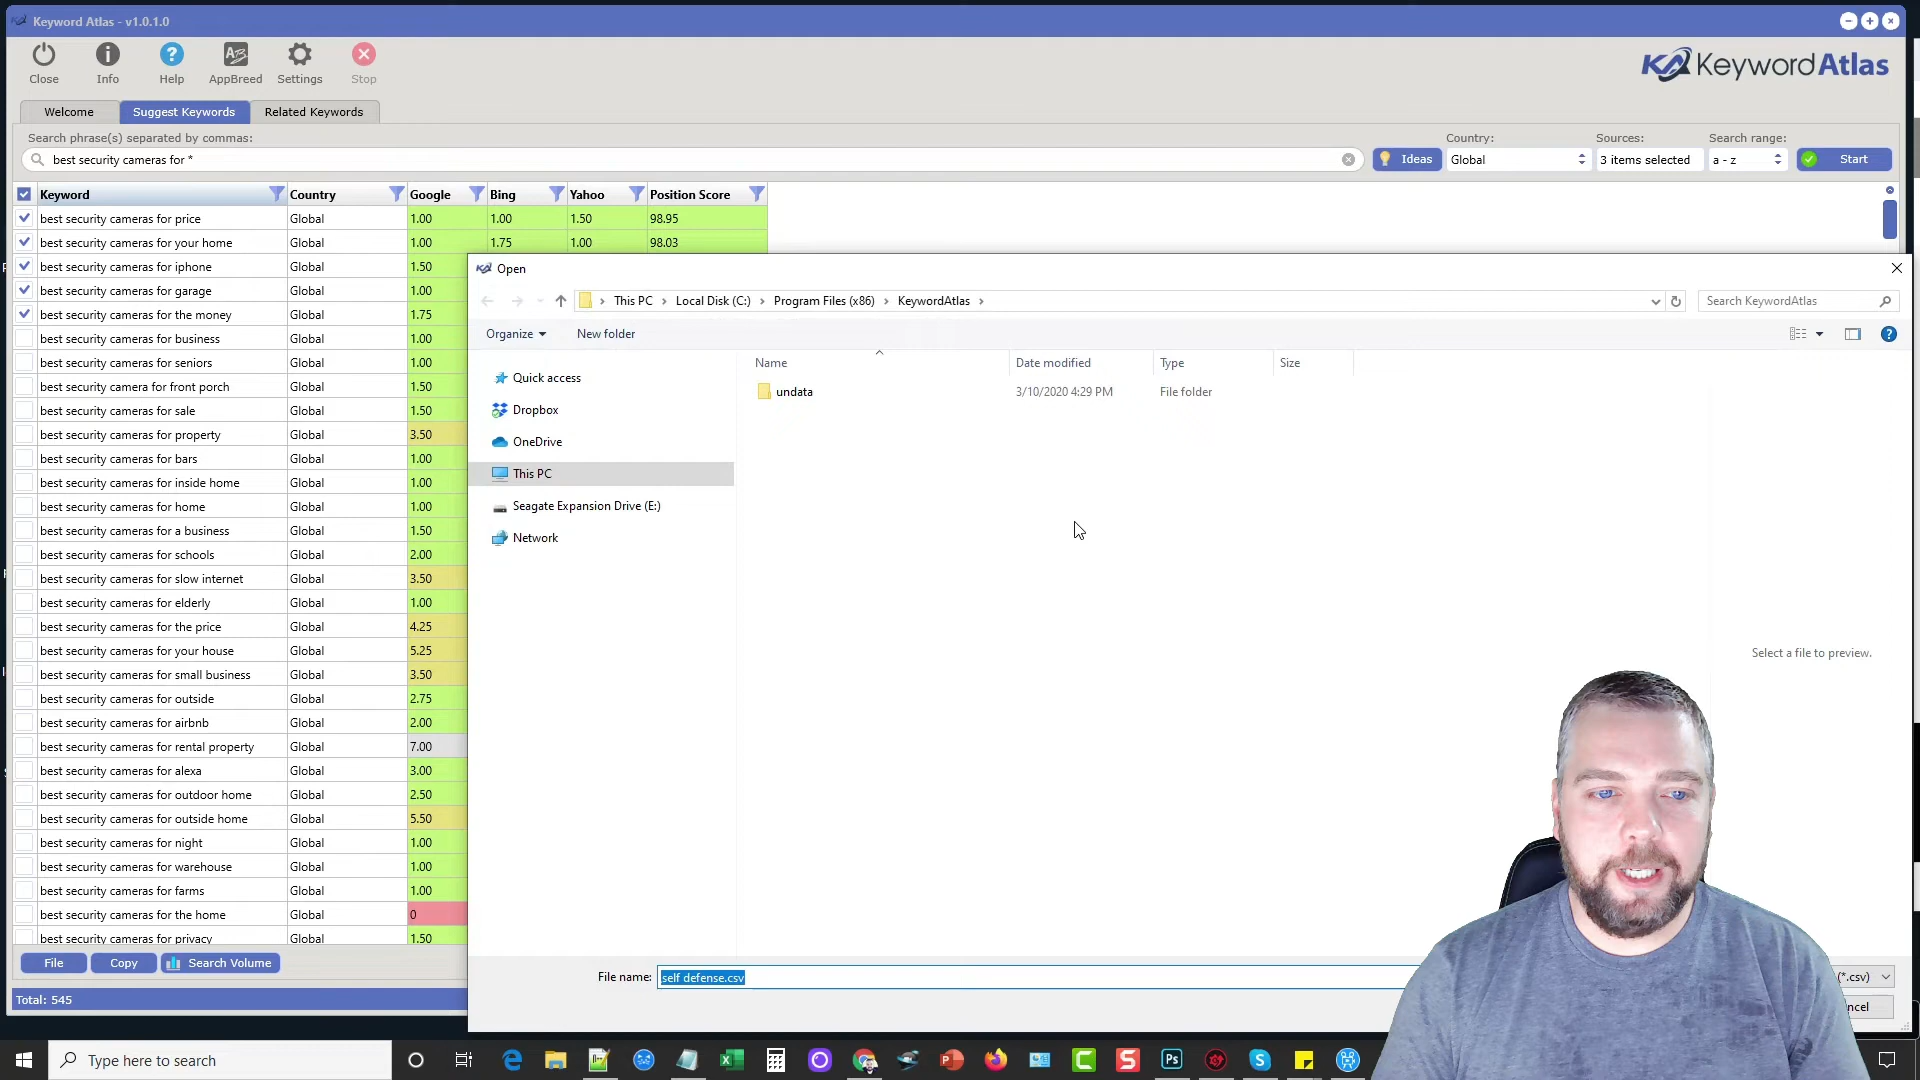 Keyword Atlas - v1.0.1.0
Close
Info
Help
AppBreed
Settings
Stop
KeywordAtlas
Welcome
Suggest Keywords
Related Keywords
Search phrase(s) separated by commas:
Country:
Sources:
Search range:
best security cameras for *
Ideas
Global
3 items selected
a - z
Start
Keyword Country Google Bing Yahoo Position Score
best security cameras for price Global 1.00 1.00 1.50 98.95
best security cameras for your home Global 1.00 1.75 1.00 98.03
best security cameras for iphone Global 1.50
best security cameras for garage Global 1.00
best security cameras for the money Global 1.75
best security cameras for business Global 1.00
best security cameras for seniors Global 1.00
best security camera for front porch Global 1.50
best security cameras for sale Global 1.50
best security cameras for property Global 3.50
best security cameras for bars Global 1.00
best security cameras for inside home Global 1.00
best security cameras for home Global 1.00
best security cameras for a business Global 1.50
best security cameras for schools Global 2.00
best security cameras for slow internet Global 3.50
best security cameras for elderly Global 1.00
best security cameras for the price Global 4.25
best security cameras for your house Global 5.25
best security cameras for small business Global 3.50
best security cameras for outside Global 2.75
best security cameras for airbnb Global 2.00
best security cameras for rental property Global 7.00
best security cameras for alexa Global 3.00
best security cameras for outdoor home Global 2.50
best security cameras for outside home Global 5.50
best security cameras for night Global 1.00
best security cameras for warehouse Global 1.00
best security cameras for farms Global 1.00
best security cameras for the home Global 0
best security cameras for privacy Global 1.50
File
Copy
Search Volume
Total: 545
Open
This PC > Local Disk (C:) > Program Files (x86) > KeywordAtlas >
Search KeywordAtlas
Organize
New folder
Quick access
Dropbox
OneDrive
This PC
Seagate Expansion Drive (E:)
Network
Name Date modified Type Size
undata 3/10/2020 4:29 PM File folder
Select a file to preview.
File name: self defense.csv
(*.csv)
ncel
Type here to search